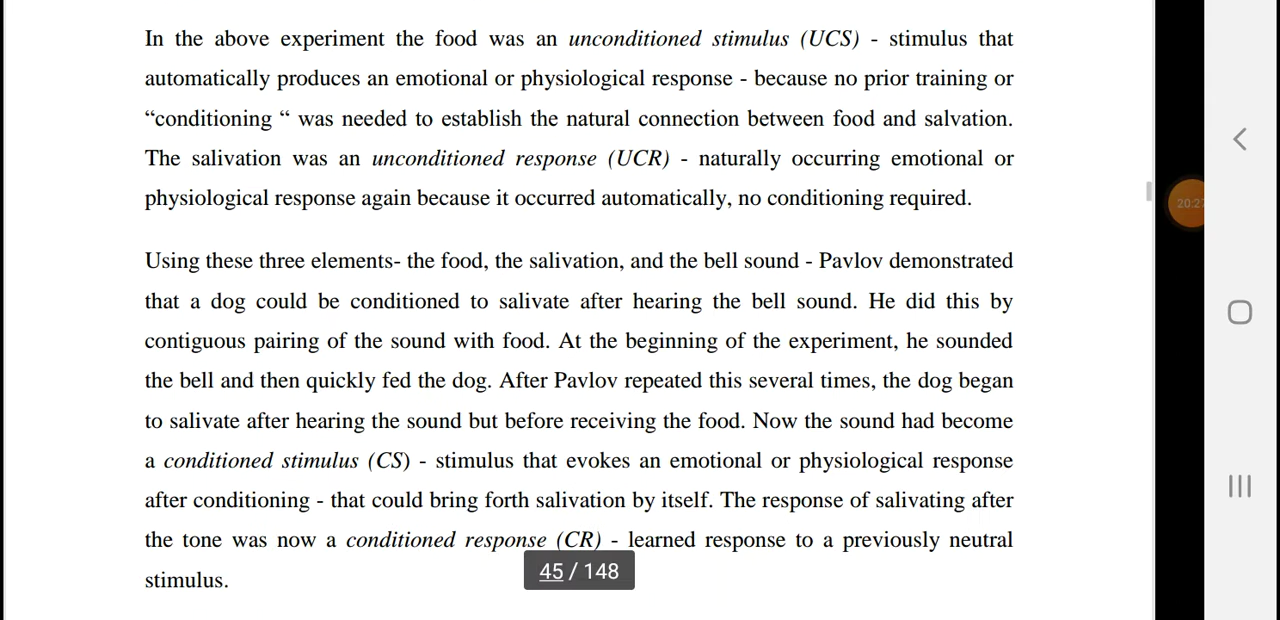 In the above experiment the food was an unconditioned stimulus (UCS) - stimulus that
automatically produces an emotional or physiological response - because no prior training or
“conditioning “ was needed to establish the natural connection between food and salvation.
The salivation was an unconditioned response (UCR) - naturally occurring emotional or
physiological response again because it occurred automatically, no conditioning required.
Using these three elements- the food, the salivation, and the bell sound - Pavlov demonstrated
that a dog could be conditioned to salivate after hearing the bell sound. He did this by
contiguous pairing of the sound with food. At the beginning of the experiment, he sounded
the bell and then quickly fed the dog. After Pavlov repeated this several times, the dog began
to salivate after hearing the sound but before receiving the food. Now the sound had become
a conditioned stimulus (CS) - stimulus that evokes an emotional or physiological response
after conditioning - that could bring forth salivation by itself. The response of salivating after
the tone was now a conditioned response (CR) - learned response to a previously neutral
stimulus.
45 / 148